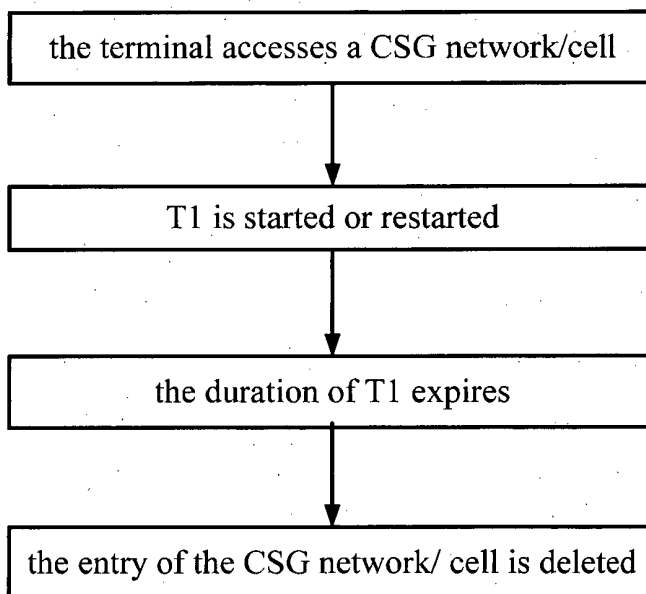 the terminal accesses a CSG network/cell
T1 is started or restarted
the duration of T1 expires
the entry of the CSG network/ cell is deleted